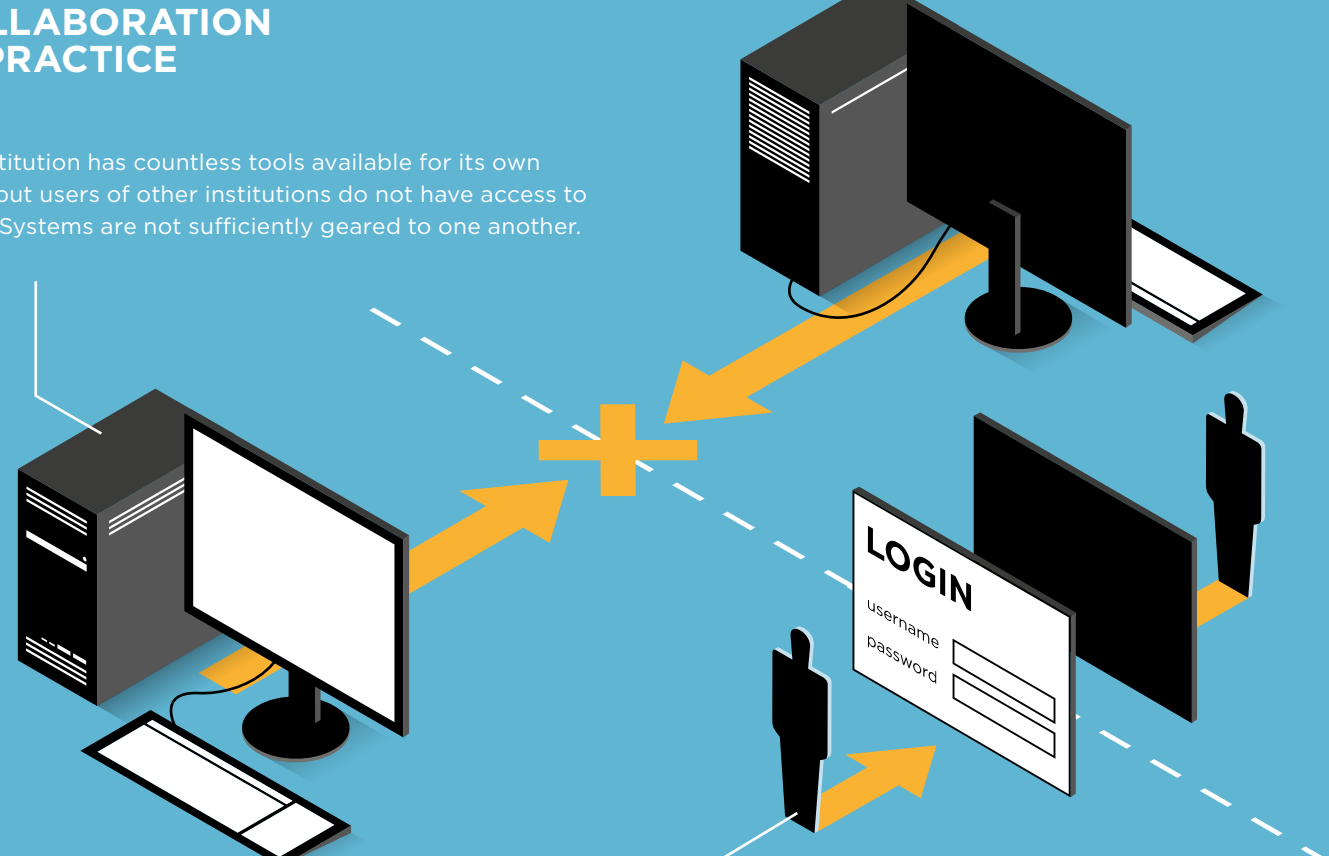 LLABORATION
PRACTICE
titution has countless tools available for its own
but users of other institutions do not have access to
Systems are not sufficiently geared to one another.
LOGIN
username
password